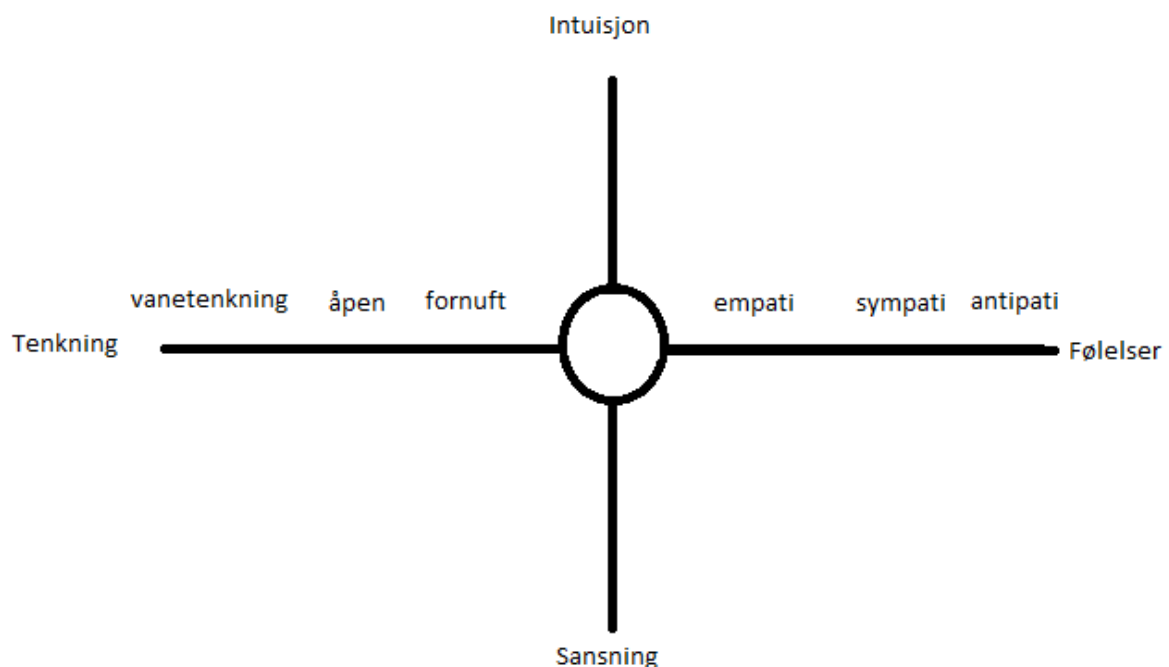 Intuisjon
vanetenkning åpen fornuft empati sympati antipati
Tenkning Følelser
Sansning